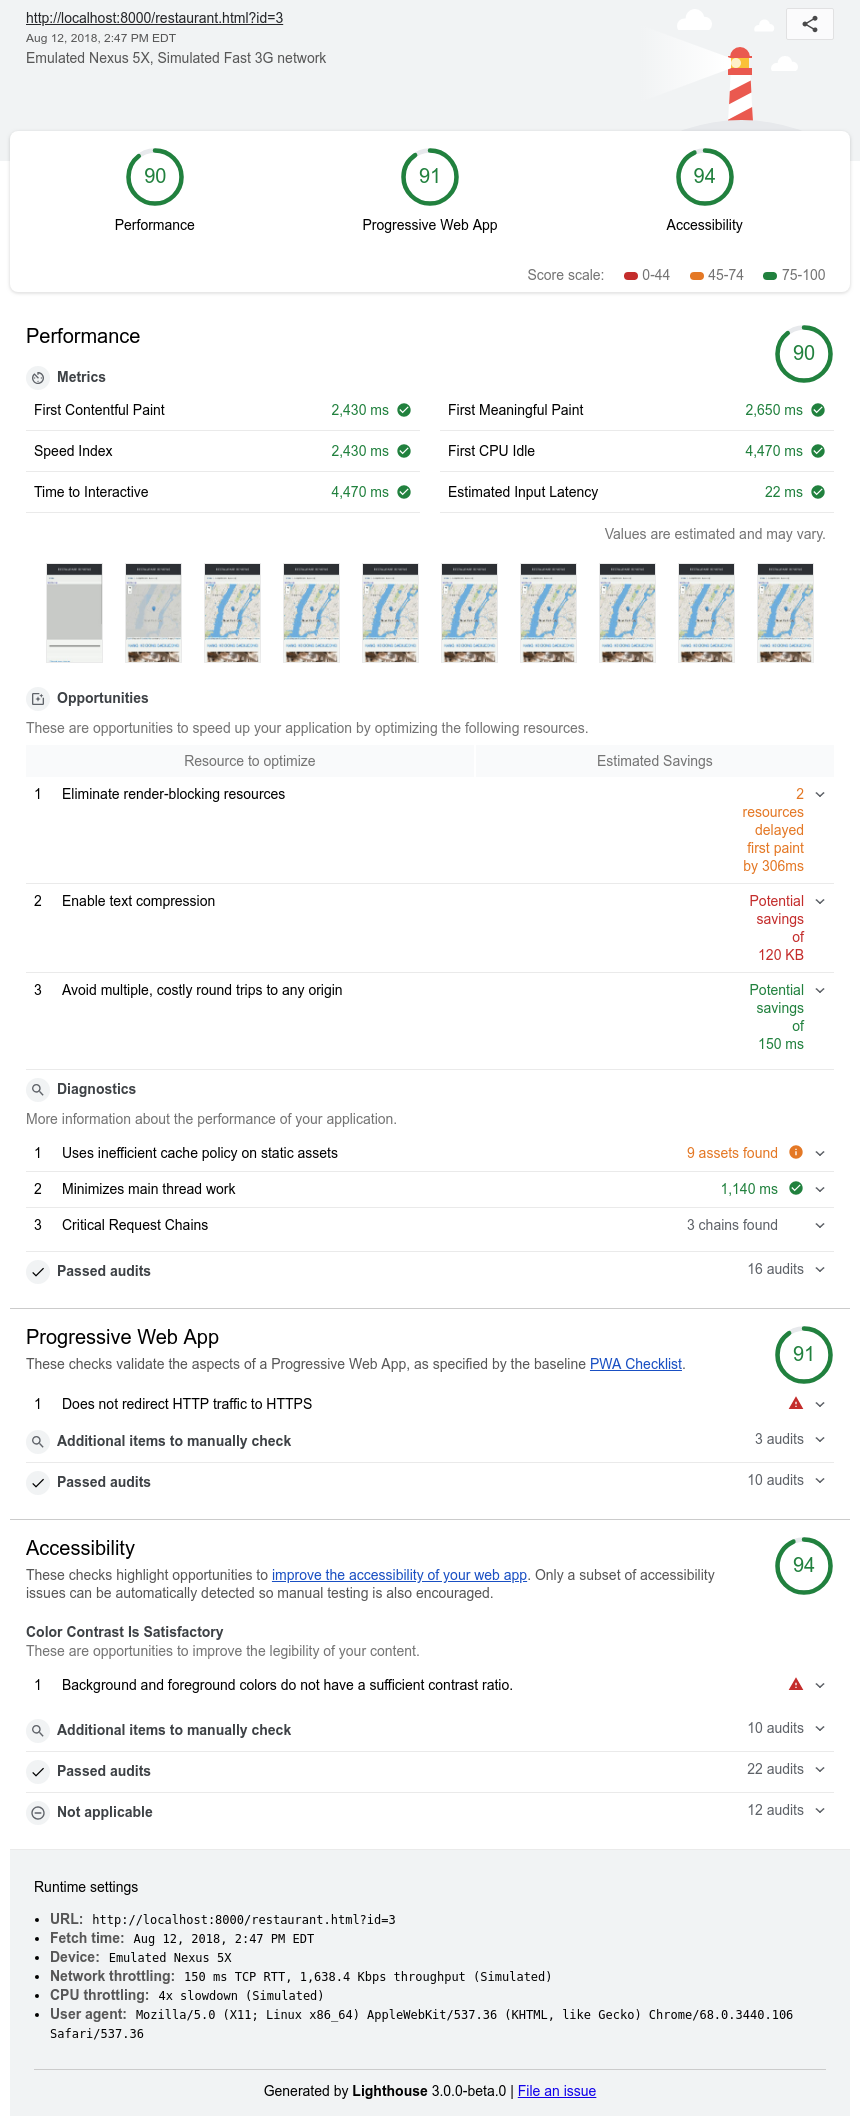 http://localhost:8000/restaurant.html?id=3
Aug 12, 2018, 2:47 PM EDT
Emulated Nexus 5X, Simulated Fast 3G network
90
91
94
Performance
Progressive Web App
Accessibility
Score scale: 0-44 45-74 75-100
Performance
90
Metrics
First Contentful Paint 2,430 ms
First Meaningful Paint 2,650 ms
Speed Index 2,430 ms
First CPU Idle 4,470 ms
Time to Interactive 4,470 ms
Estimated Input Latency 22 ms
Values are estimated and may vary.
Opportunities
These are opportunities to speed up your application by optimizing the following resources.
Resource to optimize Estimated Savings
1 Eliminate render-blocking resources 2
resources
delayed
first paint
by 306ms
2 Enable text compression Potential
savings
of
120 KB
3 Avoid multiple, costly round trips to any origin Potential
savings
of
150 ms
Diagnostics
More information about the performance of your application.
1 Uses inefficient cache policy on static assets 9 assets found
2 Minimizes main thread work 1,140 ms
3 Critical Request Chains 3 chains found
Passed audits 16 audits
Progressive Web App
91
These checks validate the aspects of a Progressive Web App, as specified by the baseline PWA Checklist.
1 Does not redirect HTTP traffic to HTTPS
Additional items to manually check 3 audits
Passed audits 10 audits
Accessibility
94
These checks highlight opportunities to improve the accessibility of your web app. Only a subset of accessibility
issues can be automatically detected so manual testing is also encouraged.
Color Contrast Is Satisfactory
These are opportunities to improve the legibility of your content.
1 Background and foreground colors do not have a sufficient contrast ratio.
Additional items to manually check 10 audits
Passed audits 22 audits
Not applicable 12 audits
Runtime settings
• URL: http://localhost:8000/restaurant.html?id=3
• Fetch time: Aug 12, 2018, 2:47 PM EDT
• Device: Emulated Nexus 5X
• Network throttling: 150 ms TCP RTT, 1,638.4 Kbps throughput (Simulated)
• CPU throttling: 4x slowdown (Simulated)
• User agent: Mozilla/5.0 (X11; Linux x86_64) AppleWebKit/537.36 (KHTML, like Gecko) Chrome/68.0.3440.106
Safari/537.36
Generated by Lighthouse 3.0.0-beta.0 | File an issue